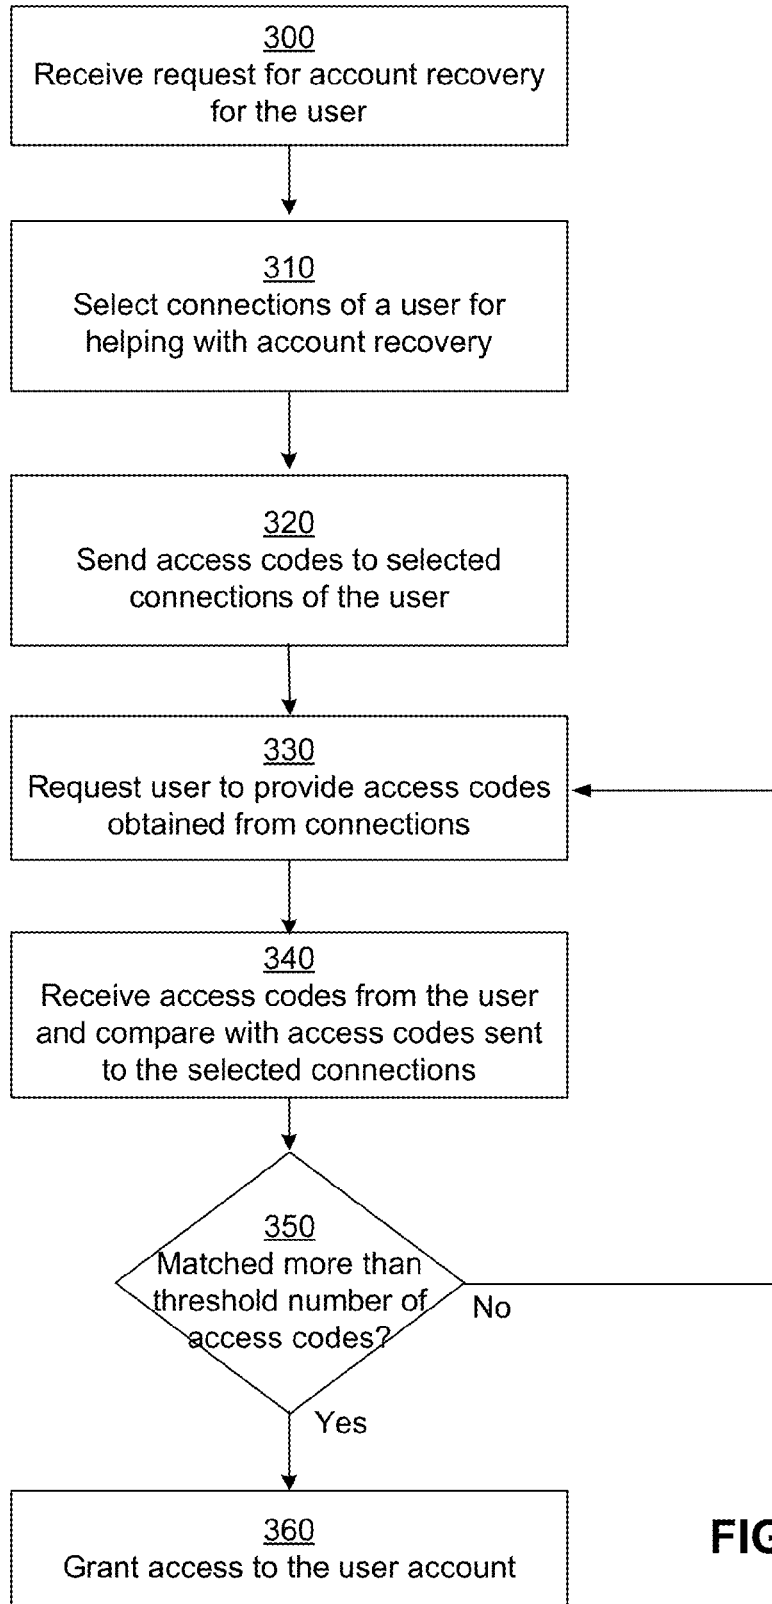 300
Receive request for account recovery
for the user
310
Select connections of a user for
helping with account recovery
320
Send access codes to selected
connections of the user
330
Request user to provide access codes
obtained from connections
340
Receive access codes from the user
and compare with access codes sent
to the selected connections
350
Matched more than
threshold number of
access codes?
No
Yes
360
Grant access to the user account
FIG